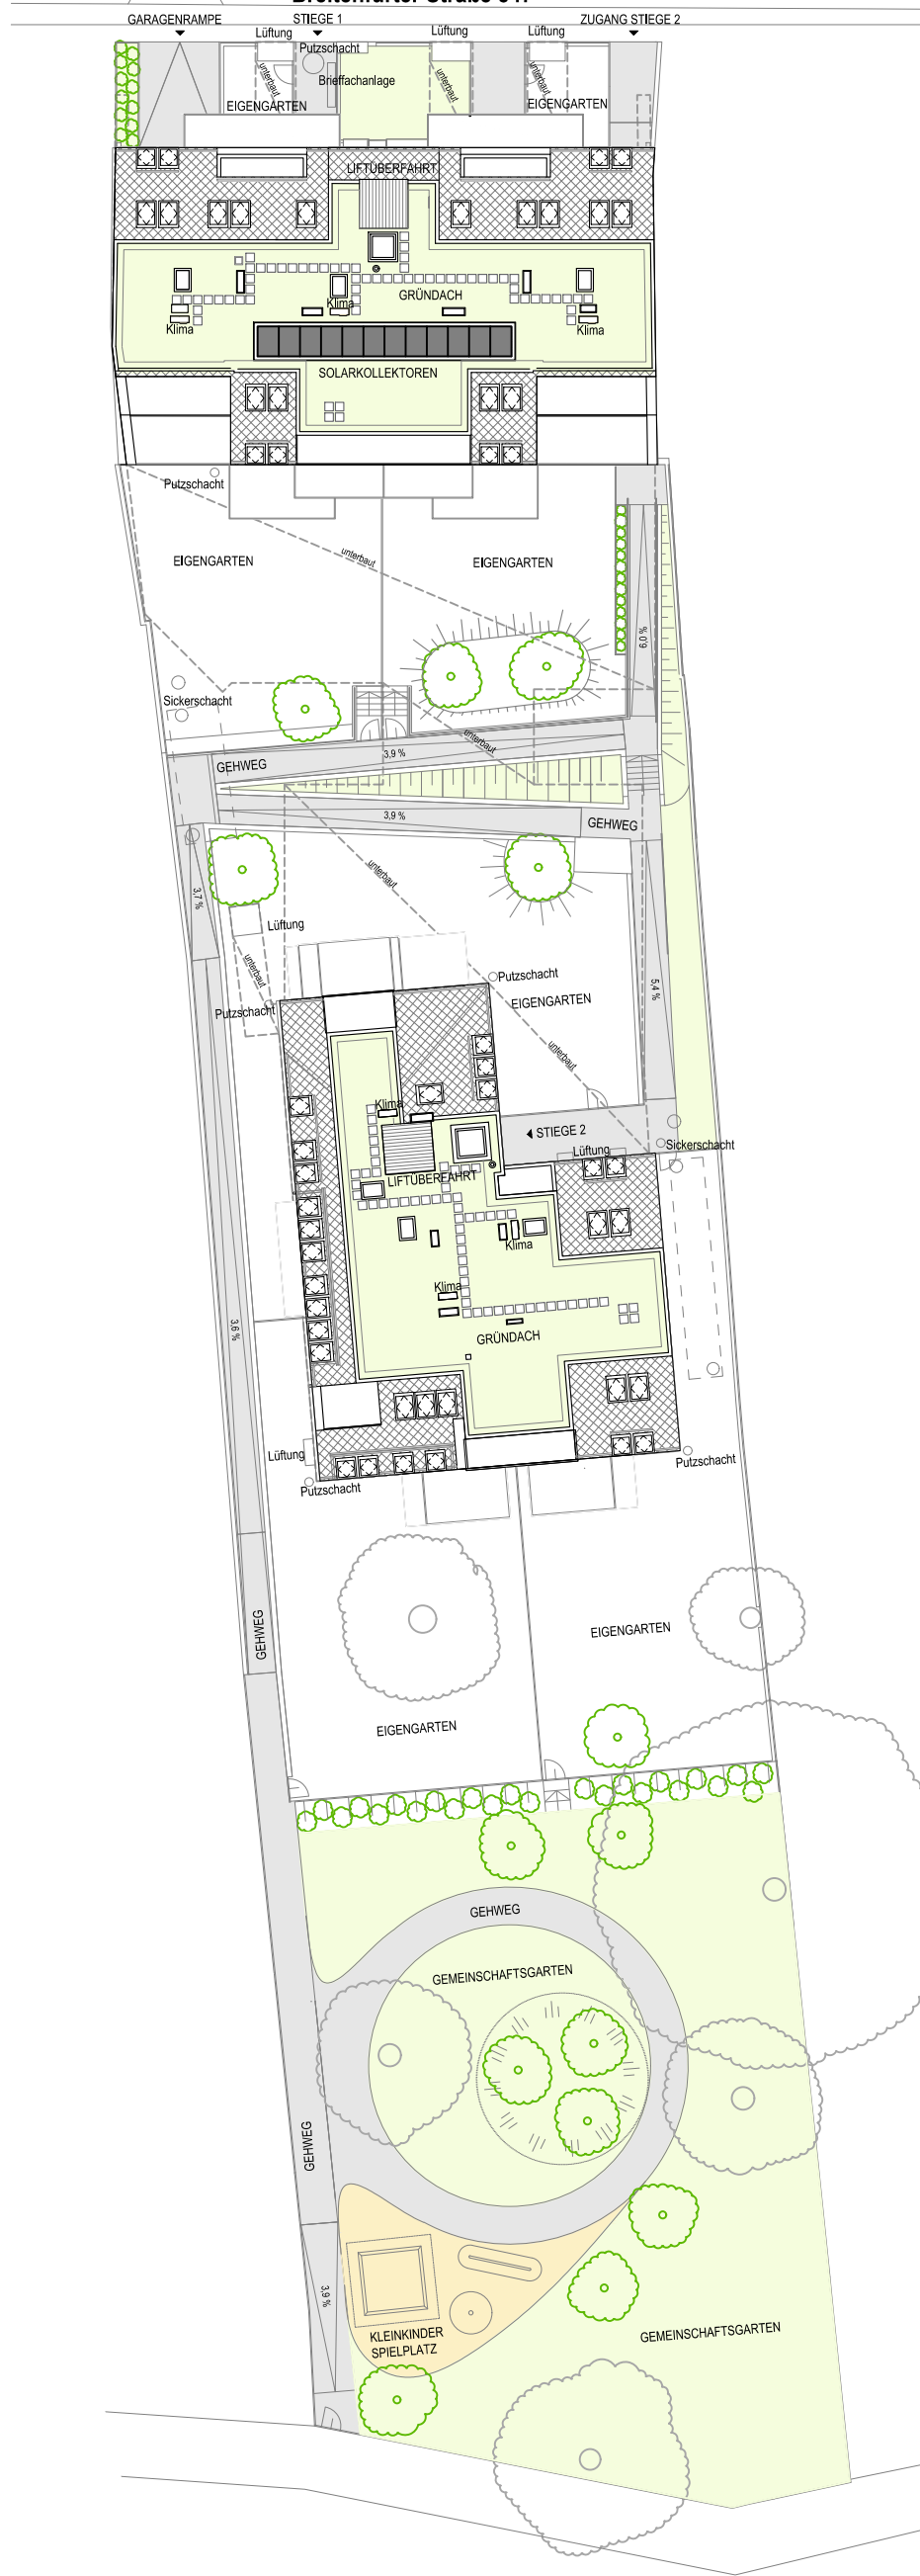 GARAGENRAMPE
STIEGE 1
ZUGANG STIEGE 2
Lüftung
Putzschacht
Lüftung
Lüftung
unterbaut
Brieffachanlage
unterbaut
unterbaut
EIGENGARTEN
EIGENGARTEN
LIFTÜBERFAHRT
GRÜNDACH
Klima
Klima
Klima
SOLARKOLLEKTOREN
Putzschacht
EIGENGARTEN
unterbaut
EIGENGARTEN
6,0 %
Sickerschacht
unterbaut
GEHWEG
3,9 %
3,9 %
GEHWEG
unterbaut
3,7 %
Lüftung
unterbaut
Putzschacht
EIGENGARTEN
5,4 %
Putzschacht
unterbaut
Klima
STIEGE 2
Lüftung
Sickerschacht
LIFTÜBERFAHRT
Klima
Klima
GRÜNDACH
3,6 %
Lüftung
Putzschacht
Putzschacht
GEHWEG
EIGENGARTEN
EIGENGARTEN
GEHWEG
GEMEINSCHAFTSGARTEN
GEHWEG
3,9 %
KLEINKINDER
SPIELPLATZ
GEMEINSCHAFTSGARTEN